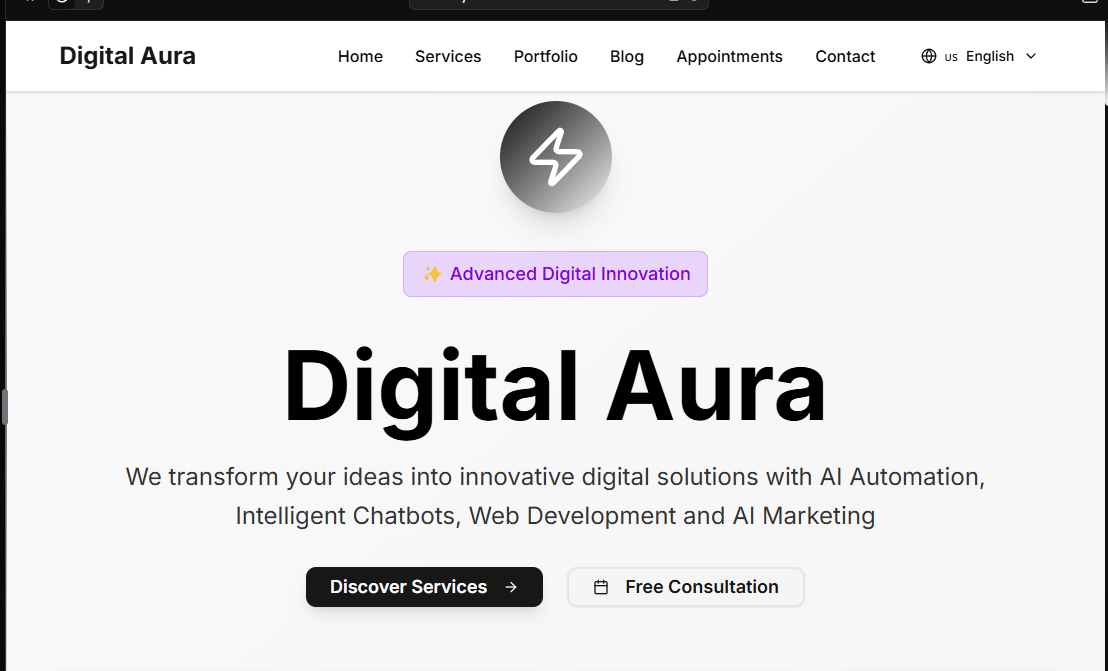 Digital Aura
Home Services Portfolio Blog Appointments Contact US English
✨ Advanced Digital Innovation
Digital Aura
We transform your ideas into innovative digital solutions with AI Automation,
Intelligent Chatbots, Web Development and AI Marketing
Discover Services →
Free Consultation